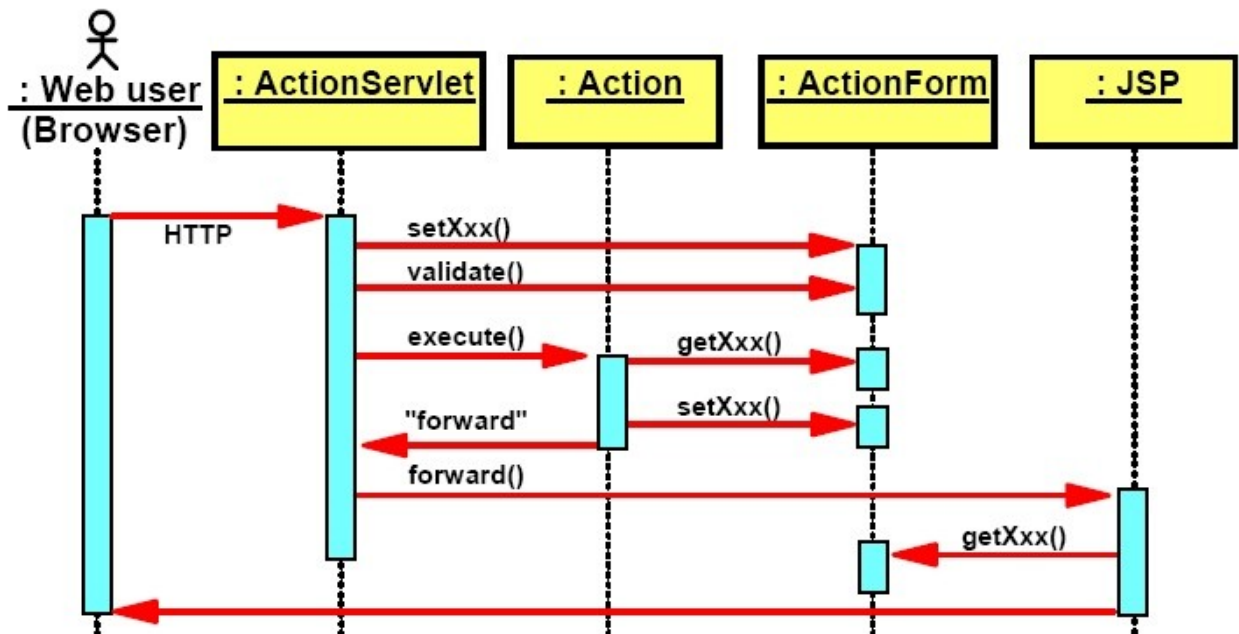 : Web user
(Browser)
: ActionServlet
: Action
: ActionForm
: JSP
HTTP
setXxx()
validate()
execute()
getXxx()
setXxx()
"forward"
forward()
getXxx()